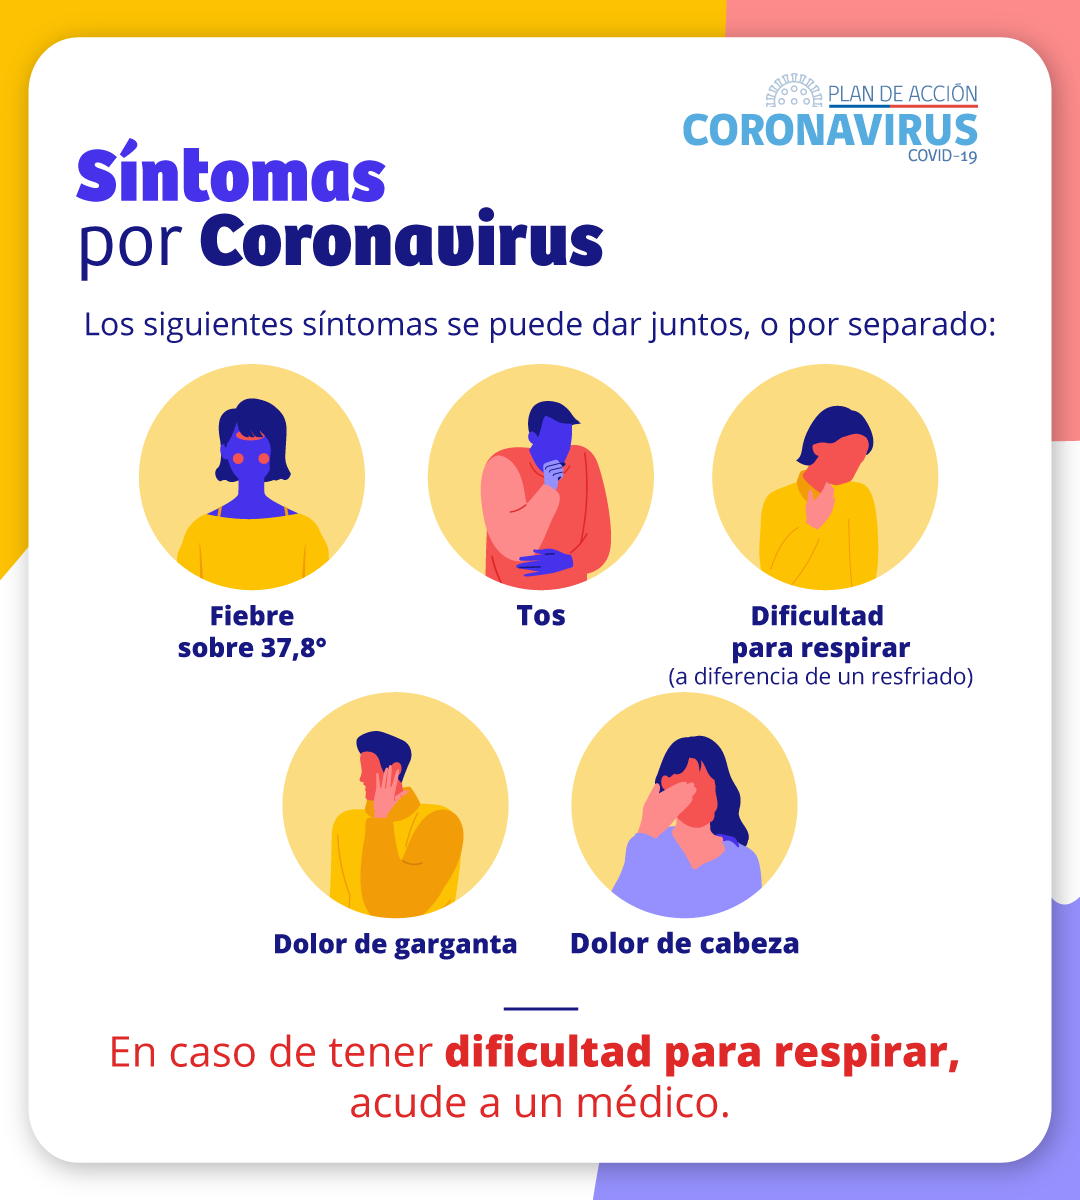 PLAN DE ACCIÓN
CORONAVIRUS
COVID-19
Síntomas
por Coronavirus
Los siguientes síntomas se puede dar juntos, o por separado:
Fiebre
sobre 37,8°
Tos
Dificultad
para respirar
(a diferencia de un resfriado)
Dolor de garganta
Dolor de cabeza
En caso de tener dificultad para respirar,
acude a un médico.